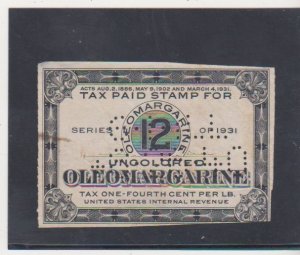 ACTS AUG. 2, 1886, MAY 9, 1902 AND MARCH 4, 1931.
TAX PAID STAMP FOR
OLEOMARGARINE
SERIES 12 OF 1931
UNCOLORED
OLEOMARGARINE
TAX ONE-FOURTH CENT PER LB.
UNITED STATES INTERNAL REVENUE